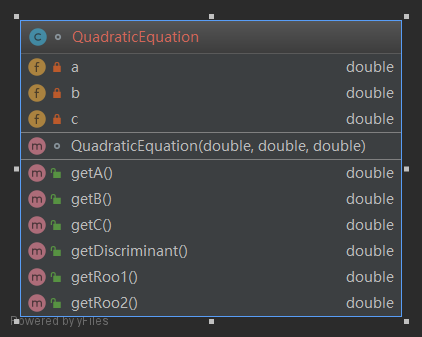 QuadraticEquation
a double
b double
c double
QuadraticEquation(double, double, double)
getA() double
getB() double
getC() double
getDiscriminant() double
getRoo1() double
getRoo2() double
Powered by yFiles